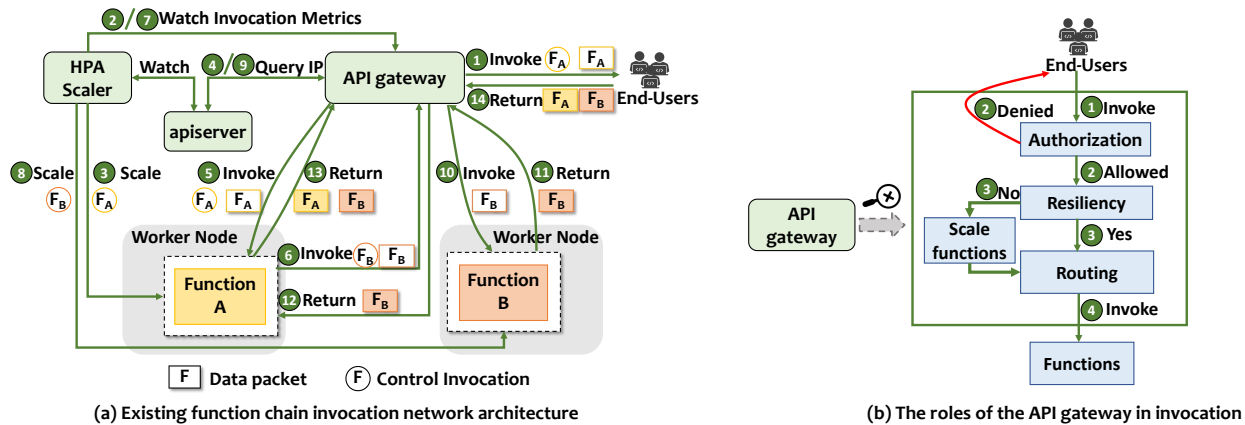 2 / 7 Watch Invocation Metrics
HPA
Scaler
Watch
4 / 9 Query IP
API gateway
1 Invoke F_A F_A
End-Users
14 Return F_A F_B
apiserver
8 Scale
F_B
3 Scale
F_A
5 Invoke
F_A F_A
13 Return
F_A F_B
10 Invoke
F_B
11 Return
F_B
Worker Node
Function
A
6 Invoke F_B F_B
12 Return F_B
Worker Node
Function
B
F Data packet
F Control Invocation
(a) Existing function chain invocation network architecture
End-Users
2 Denied
1 Invoke
Authorization
2 Allowed
3 No
Resiliency
API
gateway
Scale
functions
3 Yes
Routing
4 Invoke
Functions
(b) The roles of the API gateway in invocation